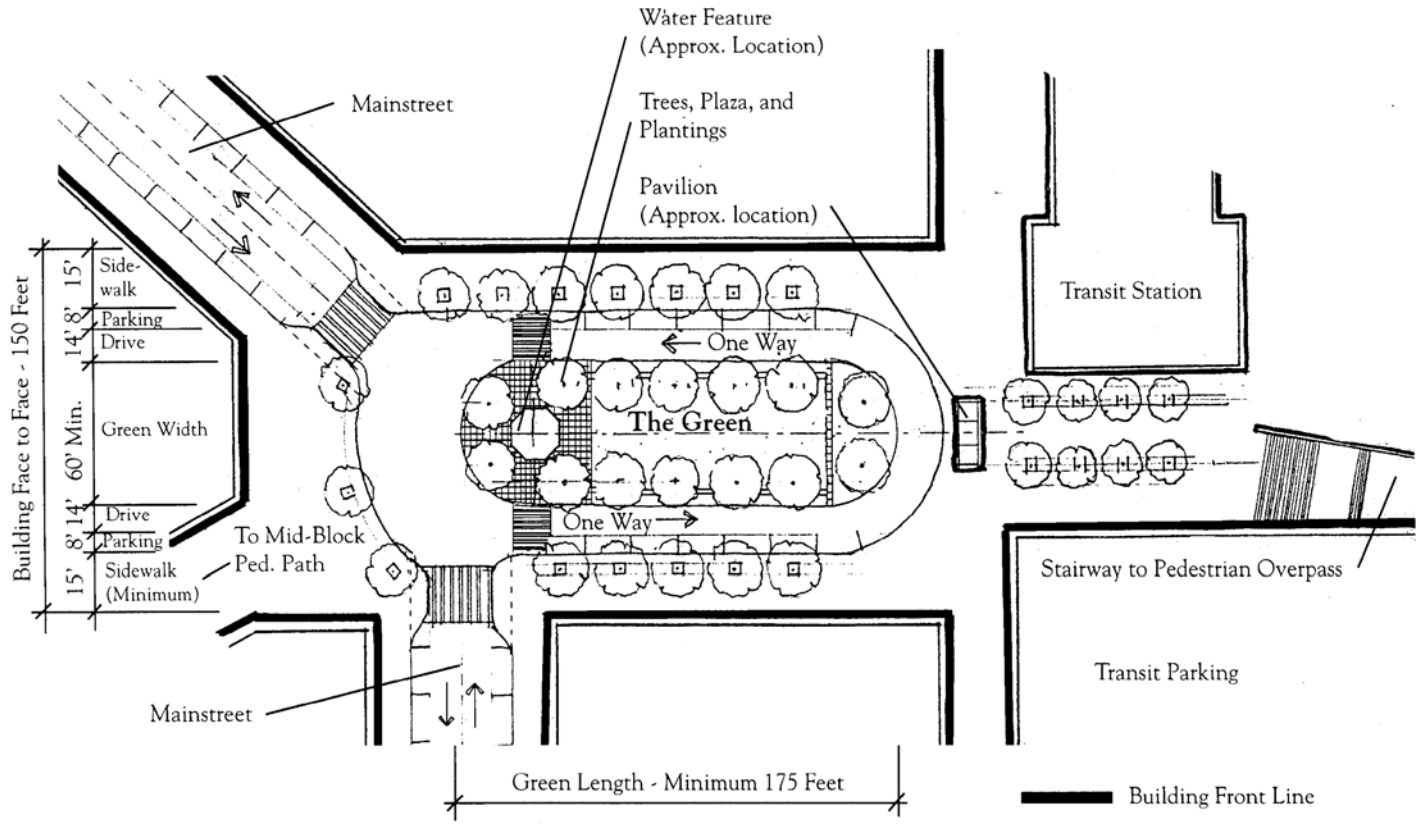 Water Feature
(Approx. Location)
Mainstreet
Trees, Plaza, and
Plantings
Pavilion
(Approx. location)
Building Face to Face - 150 Feet
15'
Side-
walk
8'
Parking
14'
Drive
60' Min.
Green Width
14'
Drive
8'
Parking
15'
Sidewalk
(Minimum)
To Mid-Block
Ped. Path
One Way
The Green
One Way
Transit Station
Stairway to Pedestrian Overpass
Transit Parking
Mainstreet
Green Length - Minimum 175 Feet
Building Front Line